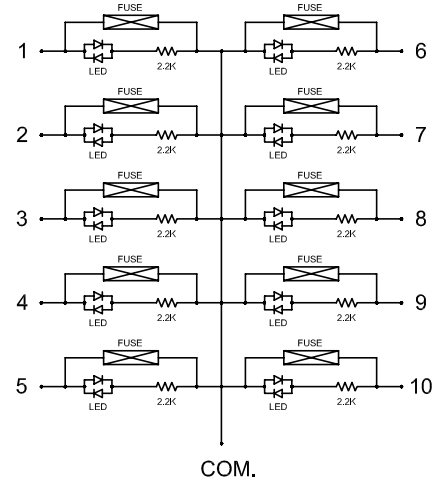 FUSE FUSE
1 6
LED 2.2K LED 2.2K
FUSE FUSE
2 7
LED 2.2K LED 2.2K
FUSE FUSE
3 8
LED 2.2K LED 2.2K
FUSE FUSE
4 9
LED 2.2K LED 2.2K
FUSE FUSE
5 10
LED 2.2K LED 2.2K
COM.